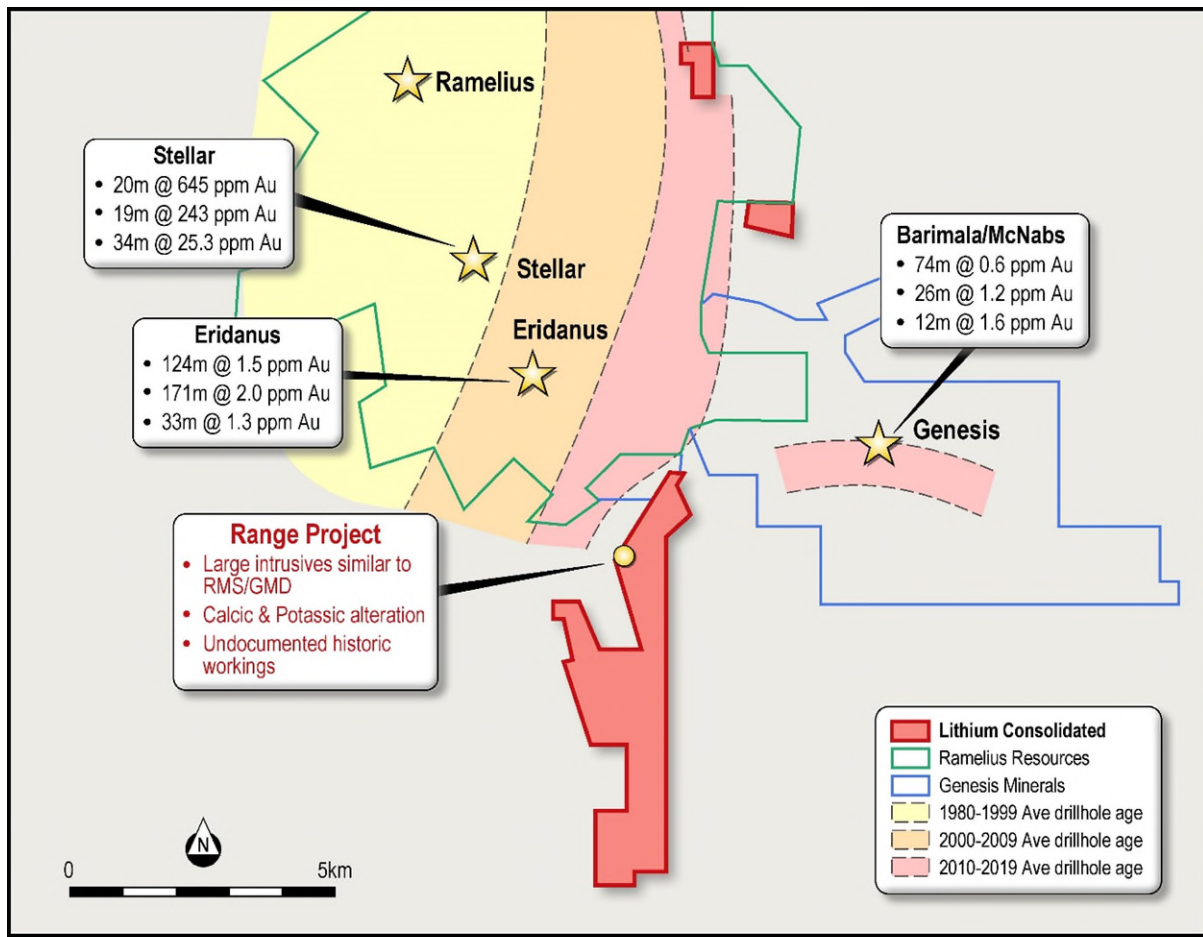 Ramelius
Stellar
• 20m @ 645 ppm Au
• 19m @ 243 ppm Au
• 34m @ 25.3 ppm Au
Stellar
Barimala/McNabs
• 74m @ 0.6 ppm Au
• 26m @ 1.2 ppm Au
• 12m @ 1.6 ppm Au
Eridanus
Eridanus
• 124m @ 1.5 ppm Au
• 171m @ 2.0 ppm Au
• 33m @ 1.3 ppm Au
Genesis
Range Project
• Large intrusives similar to
RMS/GMD
• Calcic & Potassic alteration
• Undocumented historic
workings
Lithium Consolidated
Ramelius Resources
Genesis Minerals
1980-1999 Ave drillhole age
2000-2009 Ave drillhole age
2010-2019 Ave drillhole age
N
0 5km